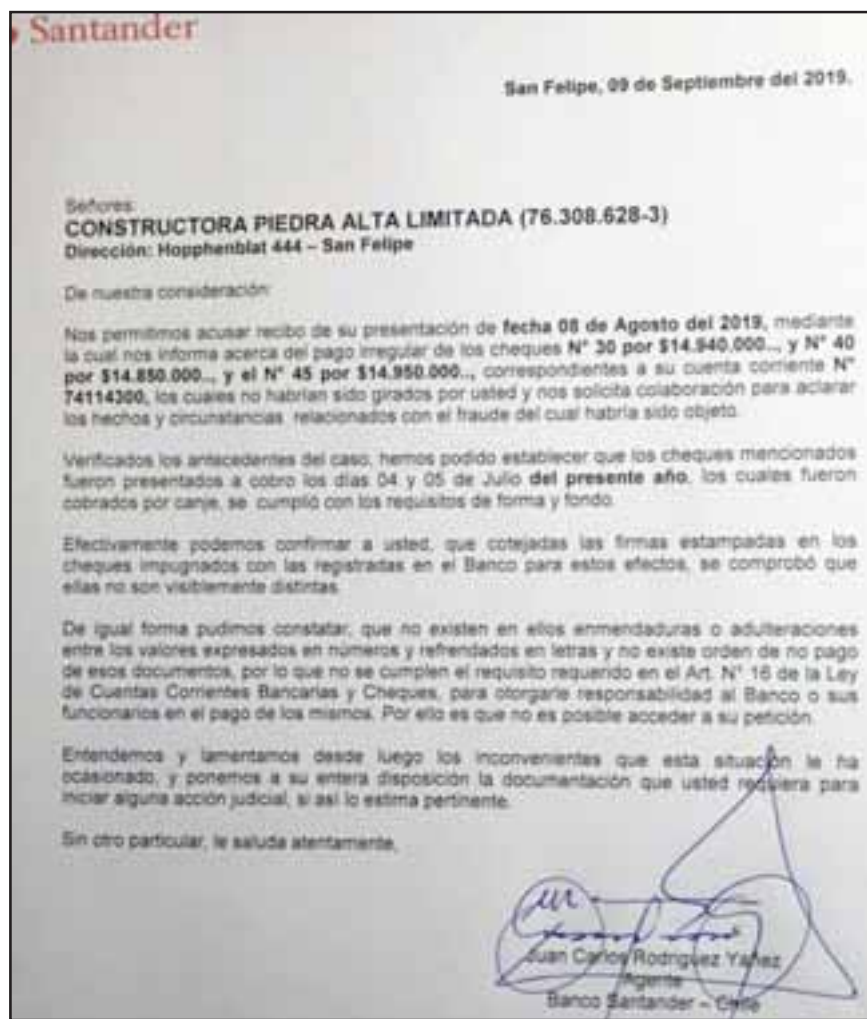 Santander
San Felipe, 09 de Septiembre del 2019.
Señores:
CONSTRUCTORA PIEDRA ALTA LIMITADA (76.308.628-3)
Dirección: Hopphenblat 444 – San Felipe
De nuestra consideración:
Nos permitimos acusar recibo de su presentación de fecha 08 de Agosto del 2019, mediante
la cual nos informa acerca del pago irregular de los cheques N° 30 por $14.940.000.., y N° 40
por $14.850.000.., y el N° 45 por $14.950.000.., correspondientes a su cuenta corriente N°
74114300, los cuales no habrían sido girados por usted y nos solicita colaboración para aclarar
los hechos y circunstancias relacionados con el fraude del cual habría sido objeto.
Verificados los antecedentes del caso, hemos podido establecer que los cheques mencionados
fueron presentados a cobro los días 04 y 05 de Julio del presente año, los cuales fueron
cobrados por canje, se cumplió con los requisitos de forma y fondo.
Efectivamente podemos confirmar a usted, que cotejadas las firmas estampadas en los
cheques impugnados con las registradas en el Banco para estos efectos, se comprobó que
ellas no son visiblemente distintas.
De igual forma pudimos constatar, que no existen en ellos enmendaduras o adulteraciones
entre los valores expresados en números y refrendados en letras y no existe orden de no pago
de esos documentos, por lo que no se cumplen el requisito requerido en el Art. N° 16 de la Ley
de Cuentas Corrientes Bancarias y Cheques, para otorgarle responsabilidad al Banco o sus
funcionarios en el pago de los mismos. Por ello es que no es posible acceder a su petición.
Entendemos y lamentamos desde luego los inconvenientes que esta situación le ha
ocasionado, y ponemos a su entera disposición la documentación que usted requiera para
iniciar alguna acción judicial, si así lo estima pertinente.
Sin otro particular, le saluda atentamente,
Juan Carlos Rodriguez Yañez
Agente
Banco Santander – Chile